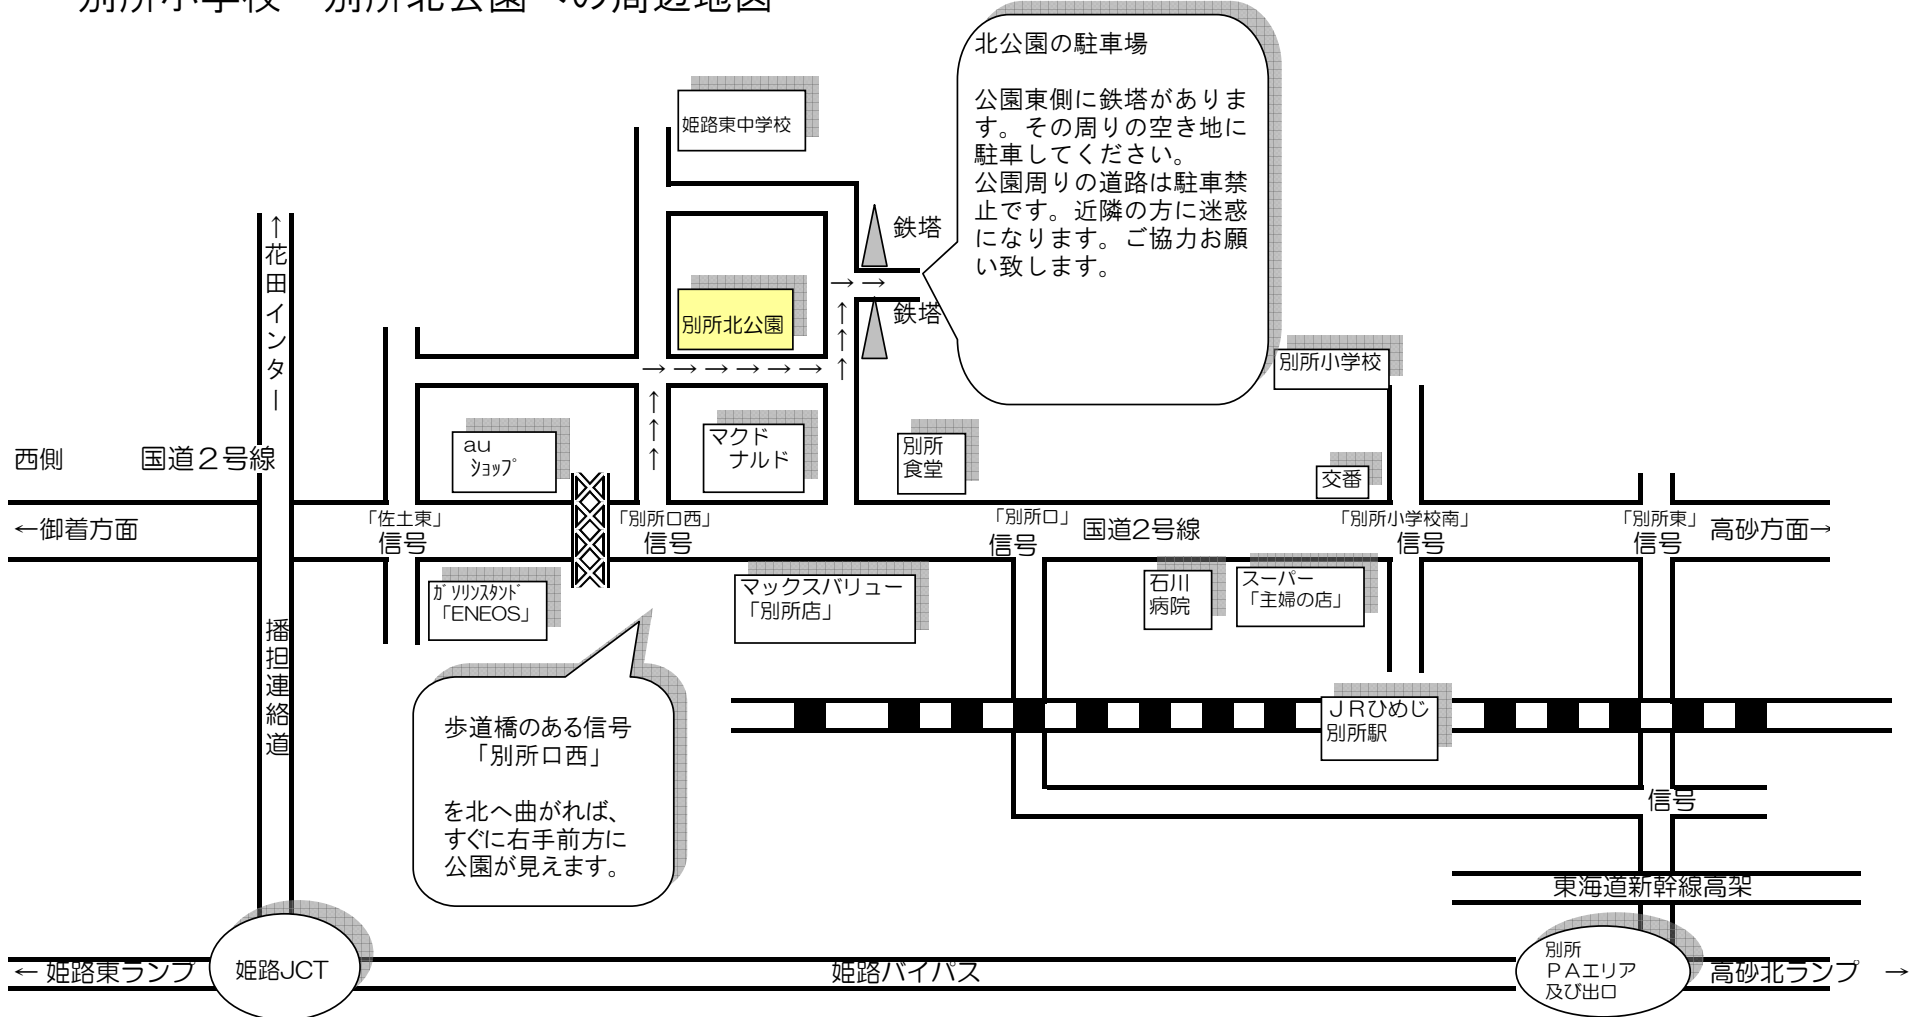 別所小学校　別所北公園への周辺地図
北公園の駐車場
公園東側に鉄塔がありま
す。その周りの空き地に
駐車してください。
公園周りの道路は駐車禁
止です。近隣の方に迷惑
になります。ご協力お願
い致します。
姫路東中学校
鉄塔
↑花田インター
別所北公園
→ →
鉄塔
↑↑↑
別所小学校
→ → → → → →
↑↑↑
au
ｼｮｯﾌﾟ
マクド
ナルド
別所
食堂
西側
国道２号線
交番
←御着方面
「佐土東」
信号
「別所口西」
信号
「別所口」
信号
国道2号線
「別所小学校南」
信号
「別所東」
信号
高砂方面→
ｶﾞｿﾘﾝｽﾀﾝﾄﾞ
「ENEOS」
マックスバリュー
「別所店」
石川
病院
スーパー
「主婦の店」
播担連絡道
歩道橋のある信号
「別所口西」
を北へ曲がれば、
すぐに右手前方に
公園が見えます。
ＪＲひめじ
別所駅
信号
東海道新幹線高架
← 姫路東ランプ
姫路JCT
姫路バイパス
別所
ＰＡエリア
及び出口
高砂北ランプ　→